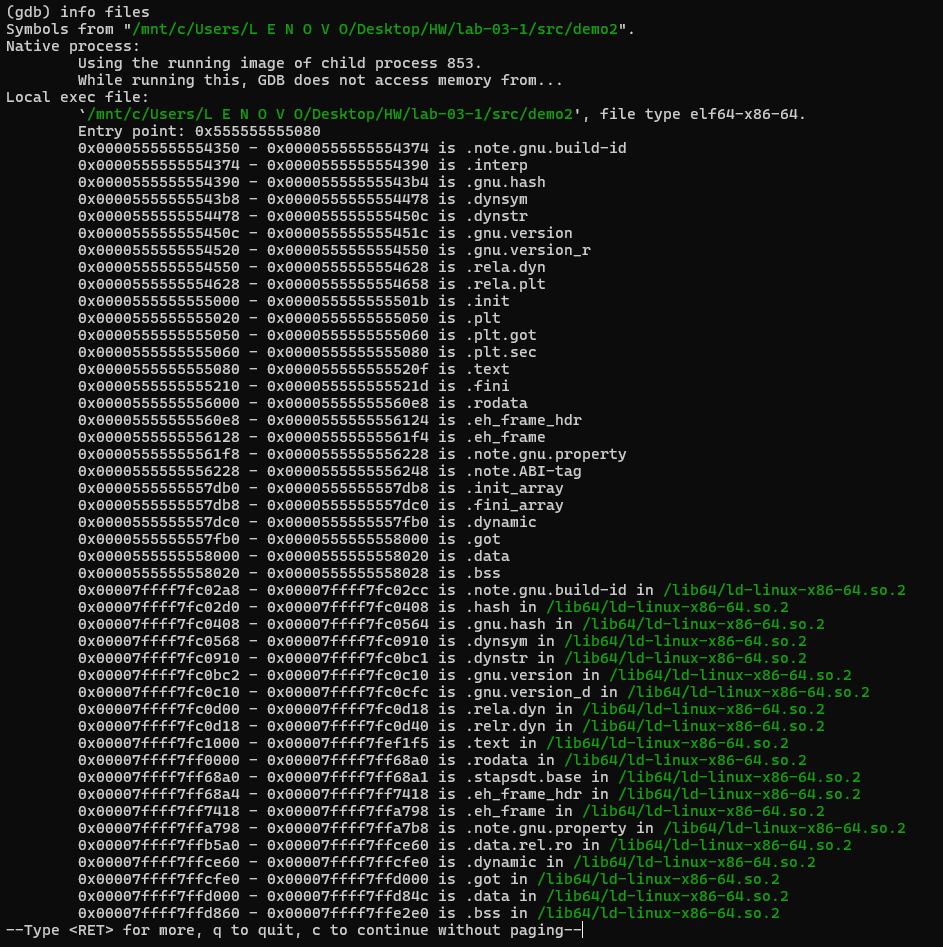 (gdb) info files
Symbols from "/mnt/c/Users/L E N O V O/Desktop/HW/lab-03-1/src/demo2".
Native process:
        Using the running image of child process 853.
        While running this, GDB does not access memory from...
Local exec file:
        `/mnt/c/Users/L E N O V O/Desktop/HW/lab-03-1/src/demo2', file type elf64-x86-64.
        Entry point: 0x555555555080
        0x0000555555554350 - 0x0000555555554374 is .note.gnu.build-id
        0x0000555555554374 - 0x0000555555554390 is .interp
        0x0000555555554390 - 0x00005555555543b4 is .gnu.hash
        0x00005555555543b8 - 0x0000555555554478 is .dynsym
        0x0000555555554478 - 0x000055555555450c is .dynstr
        0x000055555555450c - 0x000055555555451c is .gnu.version
        0x0000555555554520 - 0x0000555555554550 is .gnu.version_r
        0x0000555555554550 - 0x0000555555554628 is .rela.dyn
        0x0000555555554628 - 0x0000555555554658 is .rela.plt
        0x0000555555555000 - 0x000055555555501b is .init
        0x0000555555555020 - 0x0000555555555050 is .plt
        0x0000555555555050 - 0x0000555555555060 is .plt.got
        0x0000555555555060 - 0x0000555555555080 is .plt.sec
        0x0000555555555080 - 0x000055555555520f is .text
        0x0000555555555210 - 0x000055555555521d is .fini
        0x0000555555556000 - 0x00005555555560e8 is .rodata
        0x00005555555560e8 - 0x0000555555556124 is .eh_frame_hdr
        0x0000555555556128 - 0x00005555555561f4 is .eh_frame
        0x00005555555561f8 - 0x0000555555556228 is .note.gnu.property
        0x0000555555556228 - 0x0000555555556248 is .note.ABI-tag
        0x0000555555557db0 - 0x0000555555557db8 is .init_array
        0x0000555555557db8 - 0x0000555555557dc0 is .fini_array
        0x0000555555557dc0 - 0x0000555555557fb0 is .dynamic
        0x0000555555557fb0 - 0x0000555555558000 is .got
        0x0000555555558000 - 0x0000555555558020 is .data
        0x0000555555558020 - 0x0000555555558028 is .bss
        0x00007ffff7fc02a8 - 0x00007ffff7fc02cc is .note.gnu.build-id in /lib64/ld-linux-x86-64.so.2
        0x00007ffff7fc02d0 - 0x00007ffff7fc0408 is .hash in /lib64/ld-linux-x86-64.so.2
        0x00007ffff7fc0408 - 0x00007ffff7fc0564 is .gnu.hash in /lib64/ld-linux-x86-64.so.2
        0x00007ffff7fc0568 - 0x00007ffff7fc0910 is .dynsym in /lib64/ld-linux-x86-64.so.2
        0x00007ffff7fc0910 - 0x00007ffff7fc0bc1 is .dynstr in /lib64/ld-linux-x86-64.so.2
        0x00007ffff7fc0bc2 - 0x00007ffff7fc0c10 is .gnu.version in /lib64/ld-linux-x86-64.so.2
        0x00007ffff7fc0c10 - 0x00007ffff7fc0cfc is .gnu.version_d in /lib64/ld-linux-x86-64.so.2
        0x00007ffff7fc0d00 - 0x00007ffff7fc0d18 is .rela.dyn in /lib64/ld-linux-x86-64.so.2
        0x00007ffff7fc0d18 - 0x00007ffff7fc0d40 is .relr.dyn in /lib64/ld-linux-x86-64.so.2
        0x00007ffff7fc1000 - 0x00007ffff7fef1f5 is .text in /lib64/ld-linux-x86-64.so.2
        0x00007ffff7ff0000 - 0x00007ffff7ff68a0 is .rodata in /lib64/ld-linux-x86-64.so.2
        0x00007ffff7ff68a0 - 0x00007ffff7ff68a1 is .stapsdt.base in /lib64/ld-linux-x86-64.so.2
        0x00007ffff7ff68a4 - 0x00007ffff7ff7418 is .eh_frame_hdr in /lib64/ld-linux-x86-64.so.2
        0x00007ffff7ff7418 - 0x00007ffff7ffa798 is .eh_frame in /lib64/ld-linux-x86-64.so.2
        0x00007ffff7ffa798 - 0x00007ffff7ffa7b8 is .note.gnu.property in /lib64/ld-linux-x86-64.so.2
        0x00007ffff7ffb5a0 - 0x00007ffff7ffce60 is .data.rel.ro in /lib64/ld-linux-x86-64.so.2
        0x00007ffff7ffce60 - 0x00007ffff7ffcfe0 is .dynamic in /lib64/ld-linux-x86-64.so.2
        0x00007ffff7ffcfe0 - 0x00007ffff7ffd000 is .got in /lib64/ld-linux-x86-64.so.2
        0x00007ffff7ffd000 - 0x00007ffff7ffd84c is .data in /lib64/ld-linux-x86-64.so.2
        0x00007ffff7ffd860 - 0x00007ffff7ffe2e0 is .bss in /lib64/ld-linux-x86-64.so.2
--Type <RET> for more, q to quit, c to continue without paging--